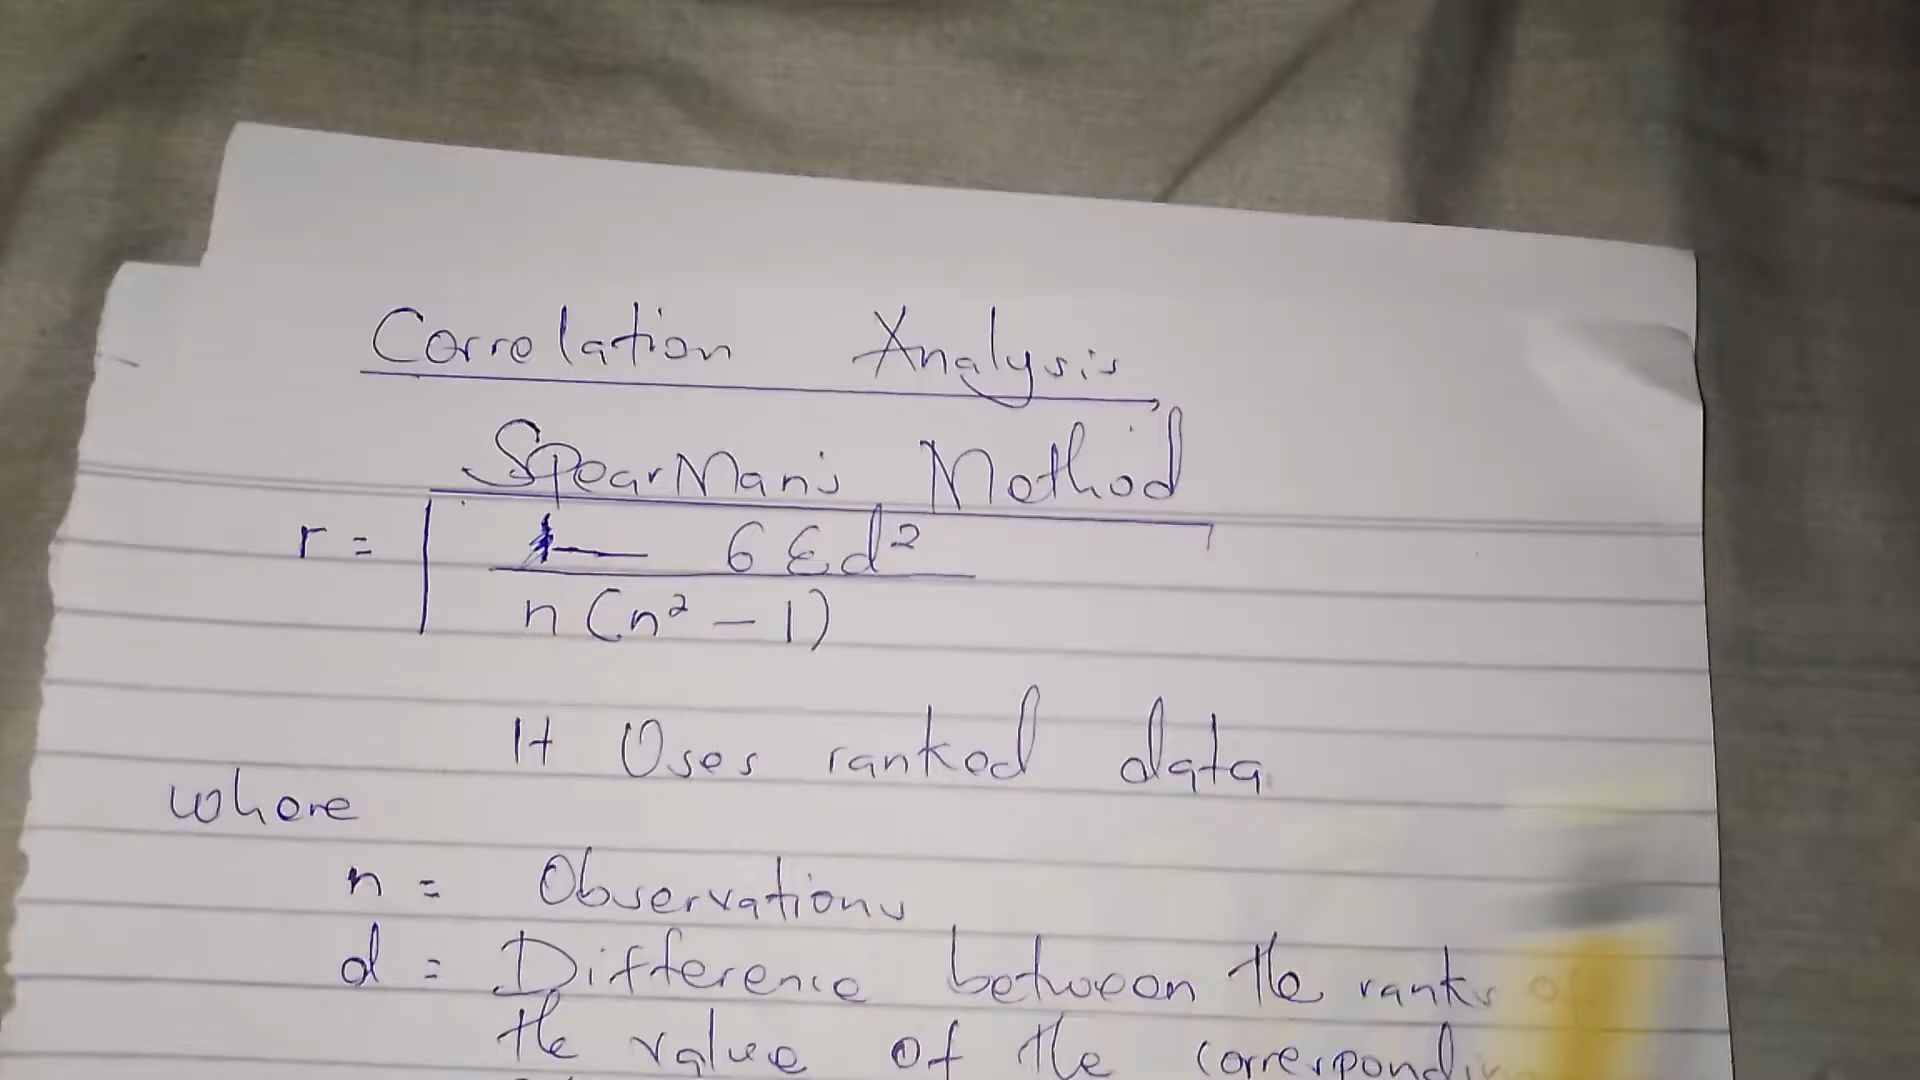 Correlation Analysis
SpearMan's Method
r = √ 1 — 6 Σd²
n (n² - 1)
It Uses ranked data
where
n = Observations
d = Difference between the ranks of
the value of the